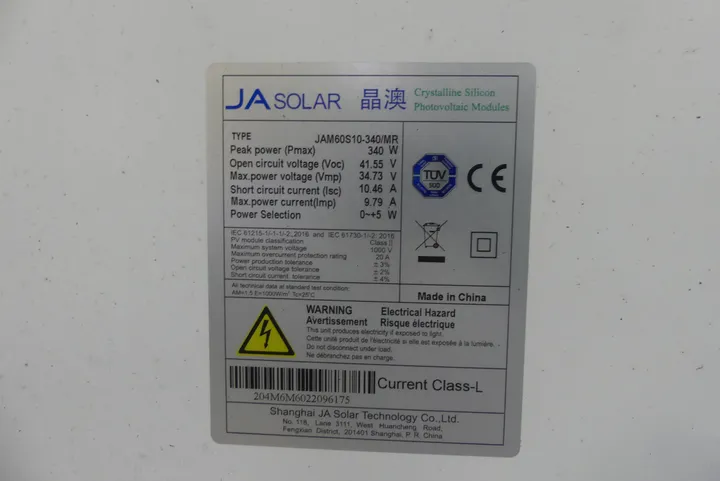 JA SOLAR 晶澳 Crystalline Silicon
Photovoltaic Modules
TYPE JAM60S10-340/MR
Peak power (Pmax) 340 W
Open circuit voltage (Voc) 41.55 V
Max.power voltage (Vmp) 34.73 V
Short circuit current (Isc) 10.46 A
Max.power current(Imp) 9.79 A
Power Selection 0~+5 W
TÜV
SÜD
CE
IEC 61215-1/-1-1/-2_2016 and IEC 61730-1/-2_2016
PV module classification Class II
Maximum system voltage 1000 V
Maximum overcurrent protection rating 20 A
Power production tolerance ± 3%
Open circuit voltage tolerance ± 2%
Short circuit current. tolerance ± 4%
All technical data at standard test condition
AM=1.5 E=1000W/m² Tc=25°C
Made in China
WARNING Electrical Hazard
Avertissement Risque électrique
This unit produces electricity if exposed to light.
Cette unité produit de l'électricité si elle est exposée à la lumière.
Do not disconnect under load.
Ne débrinchez pas en charge.
Current Class-L
204M6M6022096175
Shanghai JA Solar Technology Co.,Ltd.
No. 118, Lane 3111, West Huancheng Road,
Fengxian District, 201401 Shanghai, P. R. China